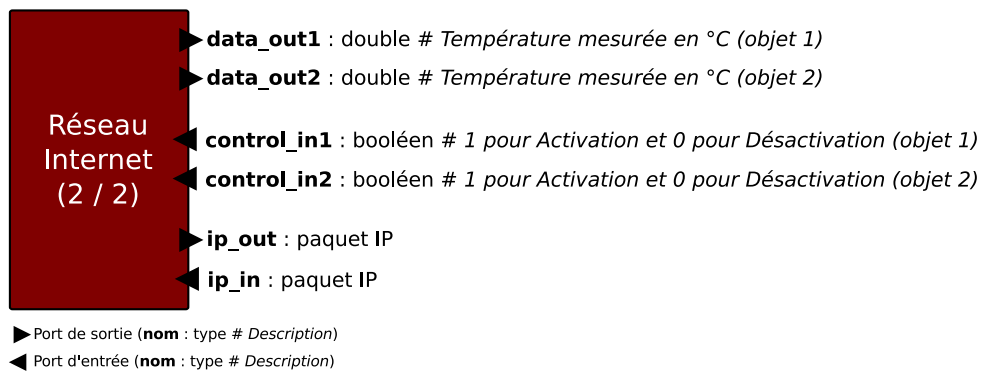 Réseau
Internet
(2 / 2)
data_out1 : double # Température mesurée en °C (objet 1)
data_out2 : double # Température mesurée en °C (objet 2)
control_in1 : booléen # 1 pour Activation et 0 pour Désactivation (objet 1)
control_in2 : booléen # 1 pour Activation et 0 pour Désactivation (objet 2)
ip_out : paquet IP
ip_in : paquet IP
Port de sortie (nom : type # Description)
Port d'entrée (nom : type # Description)